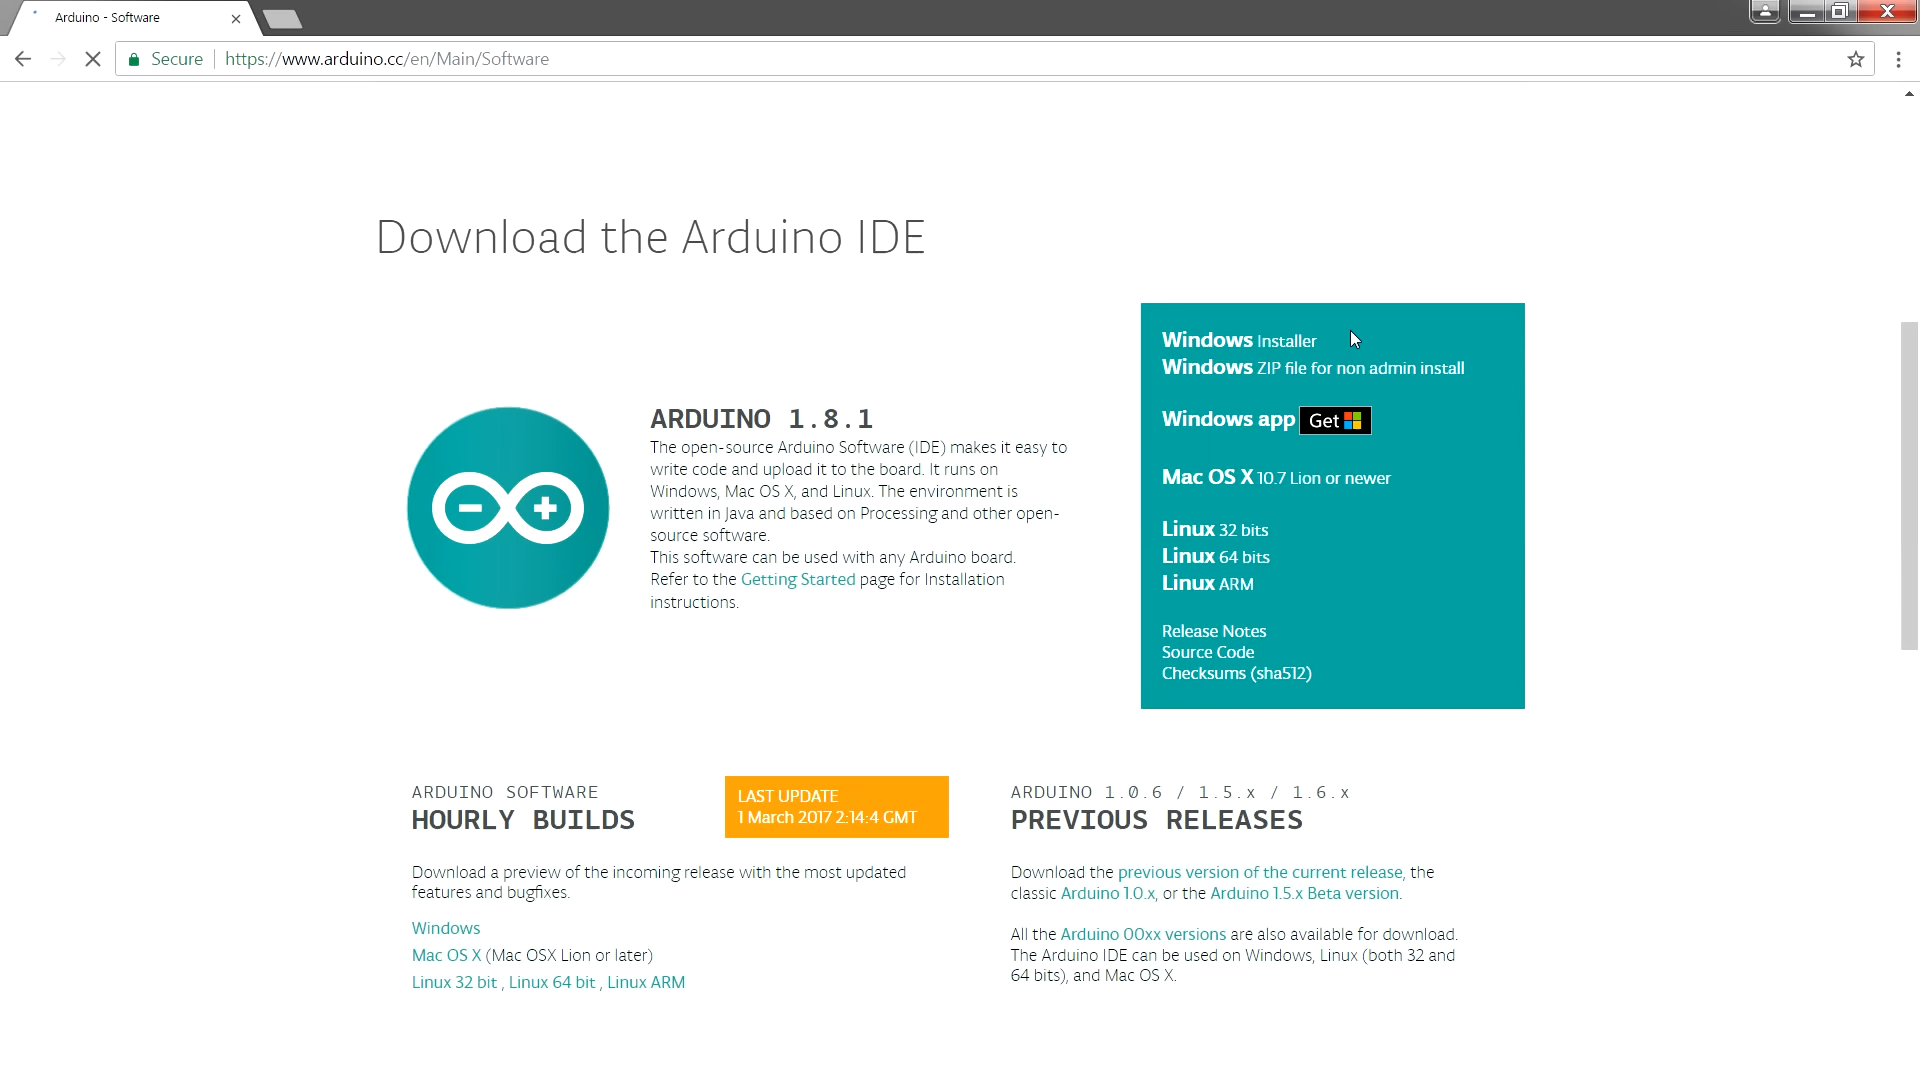 Arduino - Software
Secure
https://www.arduino.cc/en/Main/Software
Download the Arduino IDE
ARDUINO 1.8.1
The open-source Arduino Software (IDE) makes it easy to
write code and upload it to the board. It runs on
Windows, Mac OS X, and Linux. The environment is
written in Java and based on Processing and other open-
source software.
This software can be used with any Arduino board.
Refer to the Getting Started page for Installation
instructions.
Windows Installer
Windows ZIP file for non admin install
Windows app Get
Mac OS X 10.7 Lion or newer
Linux 32 bits
Linux 64 bits
Linux ARM
Release Notes
Source Code
Checksums (sha512)
ARDUINO SOFTWARE
HOURLY BUILDS
LAST UPDATE
1 March 2017 2:14:4 GMT
Download a preview of the incoming release with the most updated
features and bugfixes.
Windows
Mac OS X (Mac OSX Lion or later)
Linux 32 bit , Linux 64 bit , Linux ARM
ARDUINO 1.0.6 / 1.5.x / 1.6.x
PREVIOUS RELEASES
Download the previous version of the current release, the
classic Arduino 1.0.x, or the Arduino 1.5.x Beta version.
All the Arduino 00xx versions are also available for download.
The Arduino IDE can be used on Windows, Linux (both 32 and
64 bits), and Mac OS X.